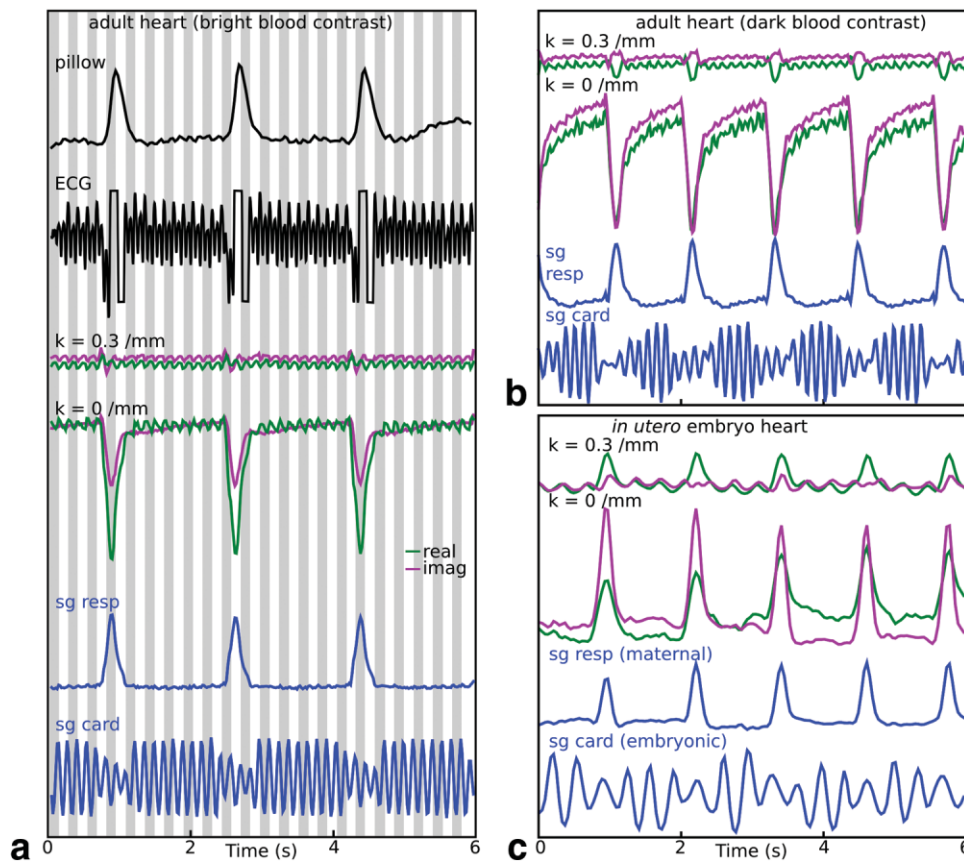 adult heart (bright blood contrast)
pillow
ECG
k = 0.3 /mm
k = 0 /mm
real
imag
sg resp
sg card
0 2 4 6
Time (s)
a
adult heart (dark blood contrast)
k = 0.3 /mm
k = 0 /mm
sg
resp
sg card
b
in utero embryo heart
k = 0.3 /mm
k = 0 /mm
sg resp (maternal)
sg card (embryonic)
0 2 4 6
Time (s)
c